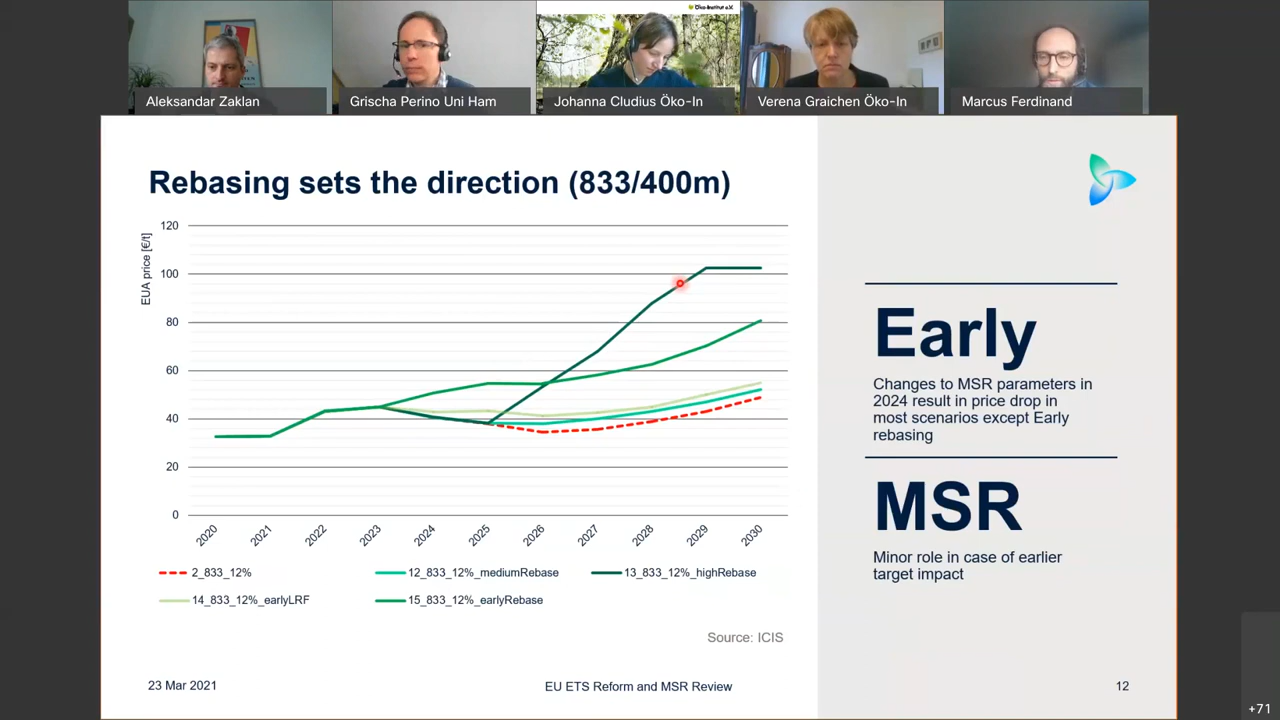 Öko-Institut e.V.
Aleksandar Zaklan
Grischa Perino Uni Ham
Johanna Cludius Öko-In
Verena Graichen Öko-In
Marcus Ferdinand
Rebasing sets the direction (833/400m)
EUA price [€/t]
120
100
80
60
40
20
0
2020
2021
2022
2023
2024
2025
2026
2027
2028
2029
2030
2_833_12%
12_833_12%_mediumRebase
13_833_12%_highRebase
14_833_12%_earlyLRF
15_833_12%_earlyRebase
Source: ICIS
Early
Changes to MSR parameters in
2024 result in price drop in
most scenarios except Early
rebasing
MSR
Minor role in case of earlier
target impact
23 Mar 2021
EU ETS Reform and MSR Review
12
+71